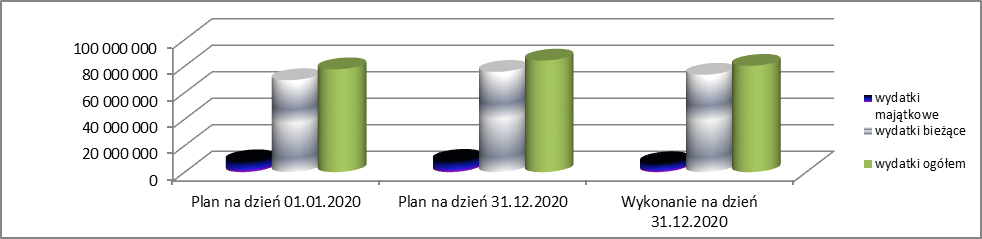 100 000 000
80 000 000
60 000 000
40 000 000
20 000 000
0
Plan na dzień 01.01.2020
Plan na dzień 31.12.2020
Wykonanie na dzień
31.12.2020
wydatki
majątkowe
wydatki bieżące
wydatki ogółem